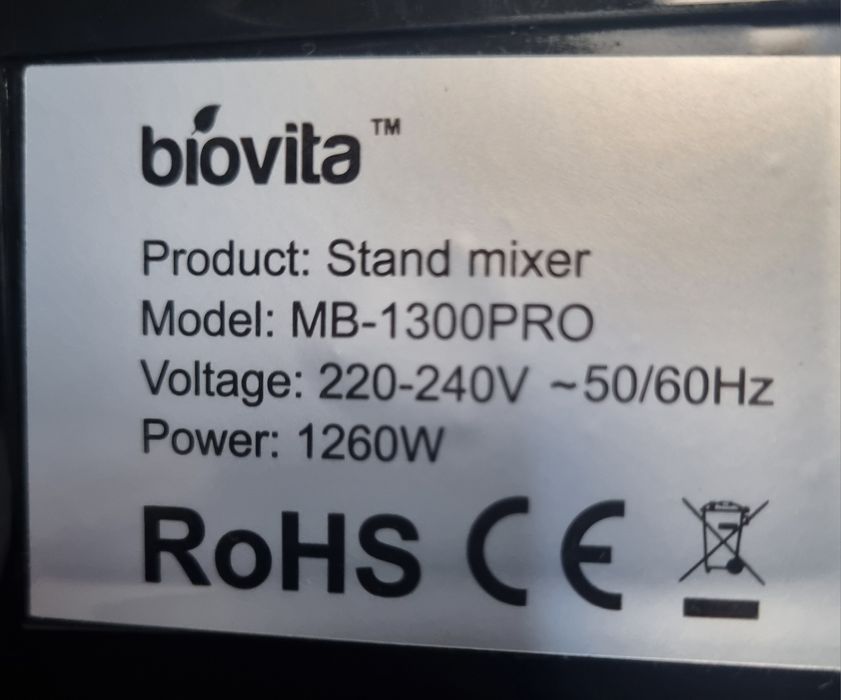 biovita™
Product: Stand mixer
Model: MB-1300PRO
Voltage: 220-240V ~50/60Hz
Power: 1260W
RoHS CE